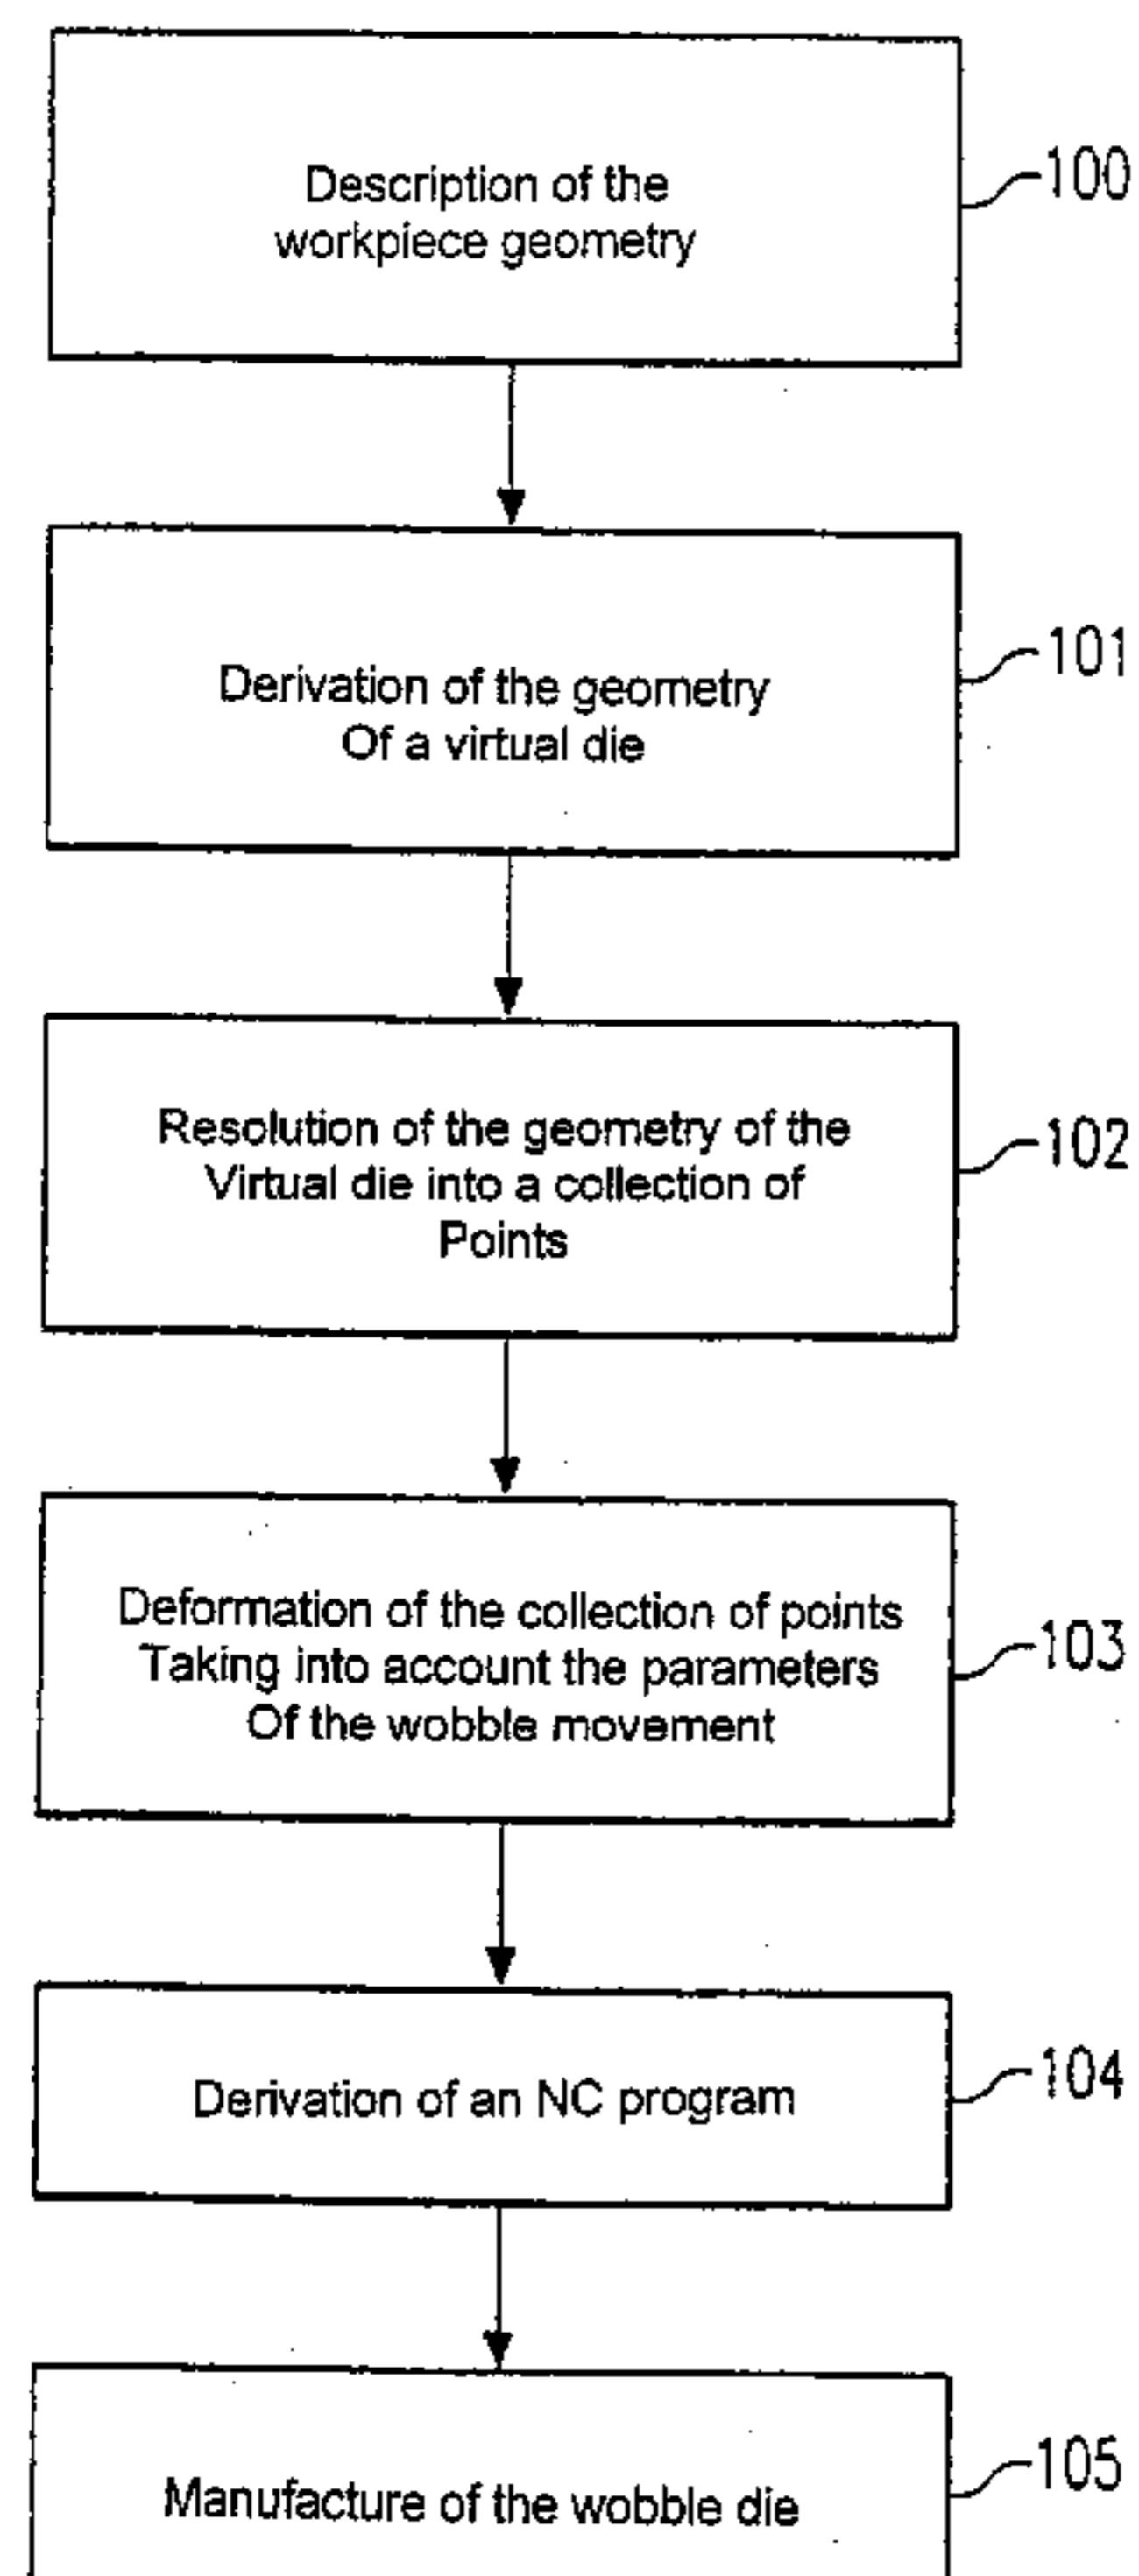 Description of the
workpiece geometry
100
Derivation of the geometry
Of a virtual die
101
Resolution of the geometry of the
Virtual die into a collection of
Points
102
Deformation of the collection of points
Taking into account the parameters
Of the wobble movement
103
Derivation of an NC program
104
Manufacture of the wobble die
105